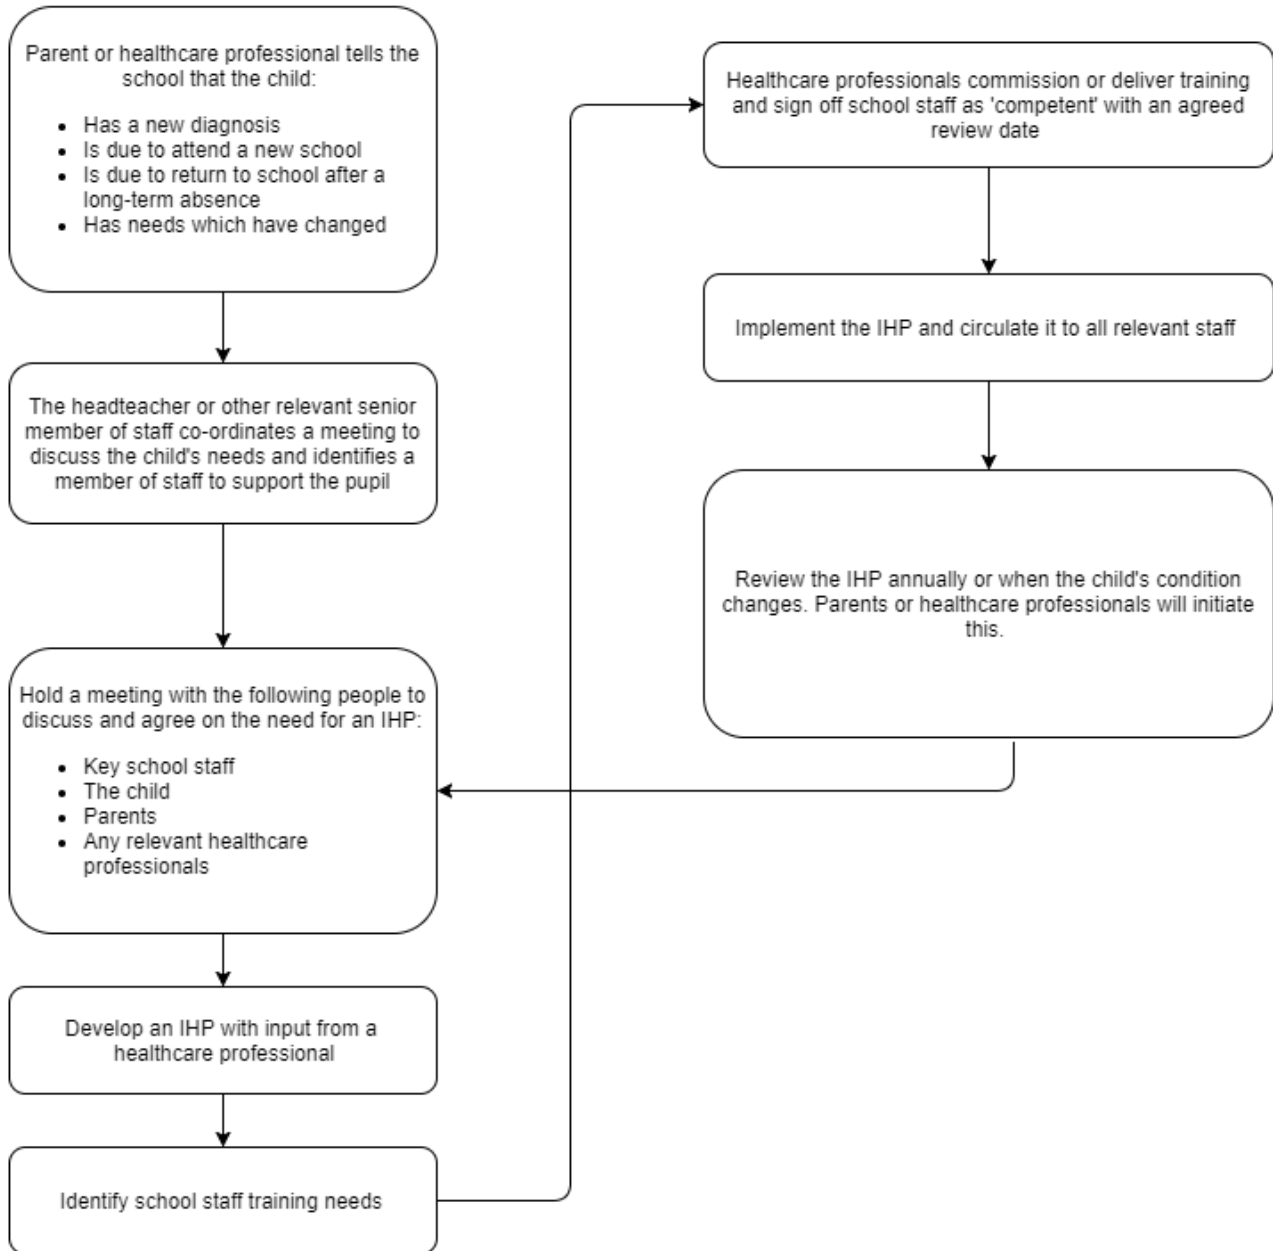 Parent or healthcare professional tells the
school that the child:
• Has a new diagnosis
• Is due to attend a new school
• Is due to return to school after a
long-term absence
• Has needs which have changed
The headteacher or other relevant senior
member of staff co-ordinates a meeting to
discuss the child's needs and identifies a
member of staff to support the pupil
Hold a meeting with the following people to
discuss and agree on the need for an IHP:
• Key school staff
• The child
• Parents
• Any relevant healthcare
professionals
Develop an IHP with input from a
healthcare professional
Identify school staff training needs
Healthcare professionals commission or deliver training
and sign off school staff as 'competent' with an agreed
review date
Implement the IHP and circulate it to all relevant staff
Review the IHP annually or when the child's condition
changes. Parents or healthcare professionals will initiate
this.